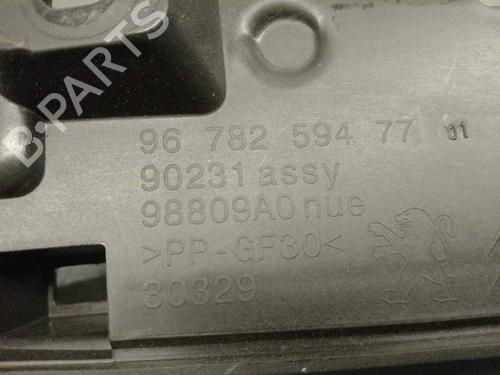 B-PARTS
96 782 594 77 01
90231 assy
98809A0 nue
>PP-GF30<
30329